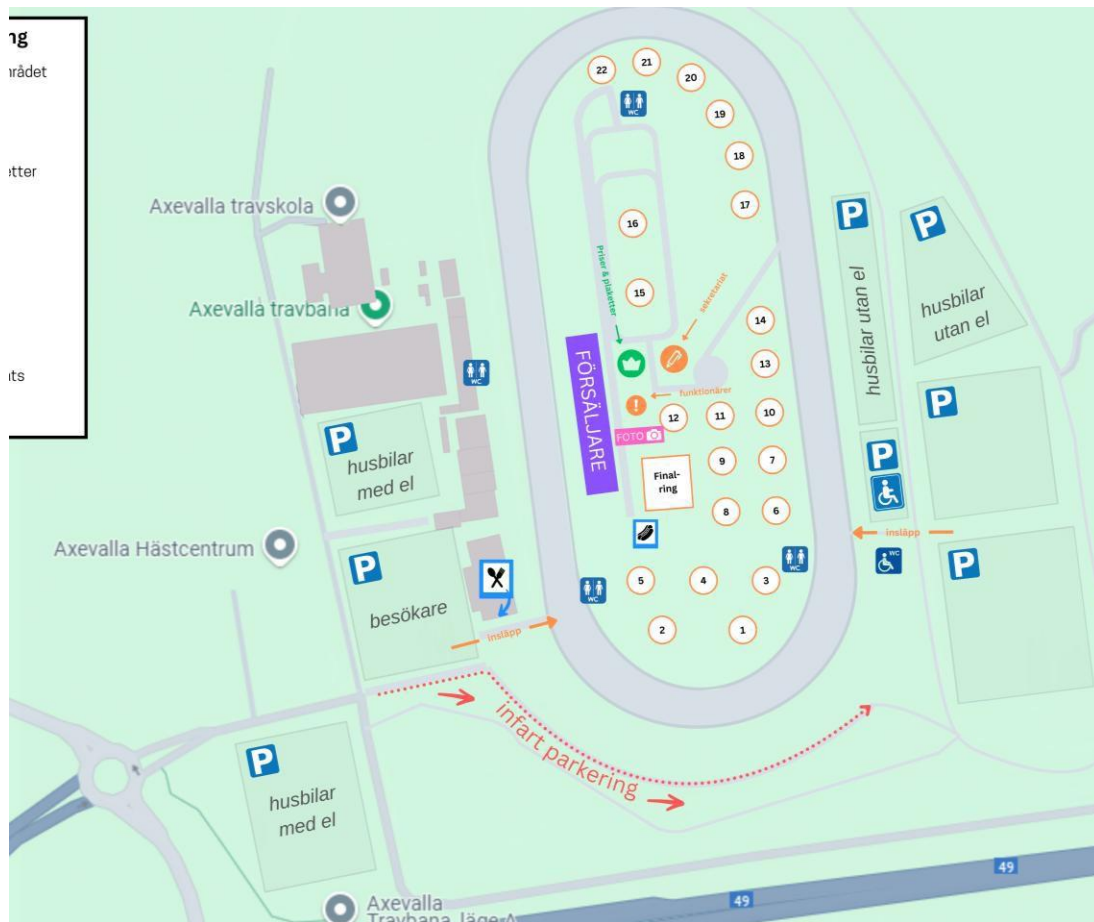 ng
området
etter
ats
22
21
20
WC
19
18
17
16
15
14
13
12
11
10
9
7
8
6
5
4
3
2
1
Axevalla travskola
Axevalla travbana
Priser & plaketter
sekretariat
funktionärer
FÖRSÄLJARE
FOTO
Final-
ring
WC
WC
WC
WC
P
husbilar utan el
P
husbilar
utan el
P
P
P
P
husbilar
med el
Axevalla Hästcentrum
P
besökare
insläpp
insläpp
infart parkering
P
husbilar
med el
49
49
Axevalla
Travbana, läge A